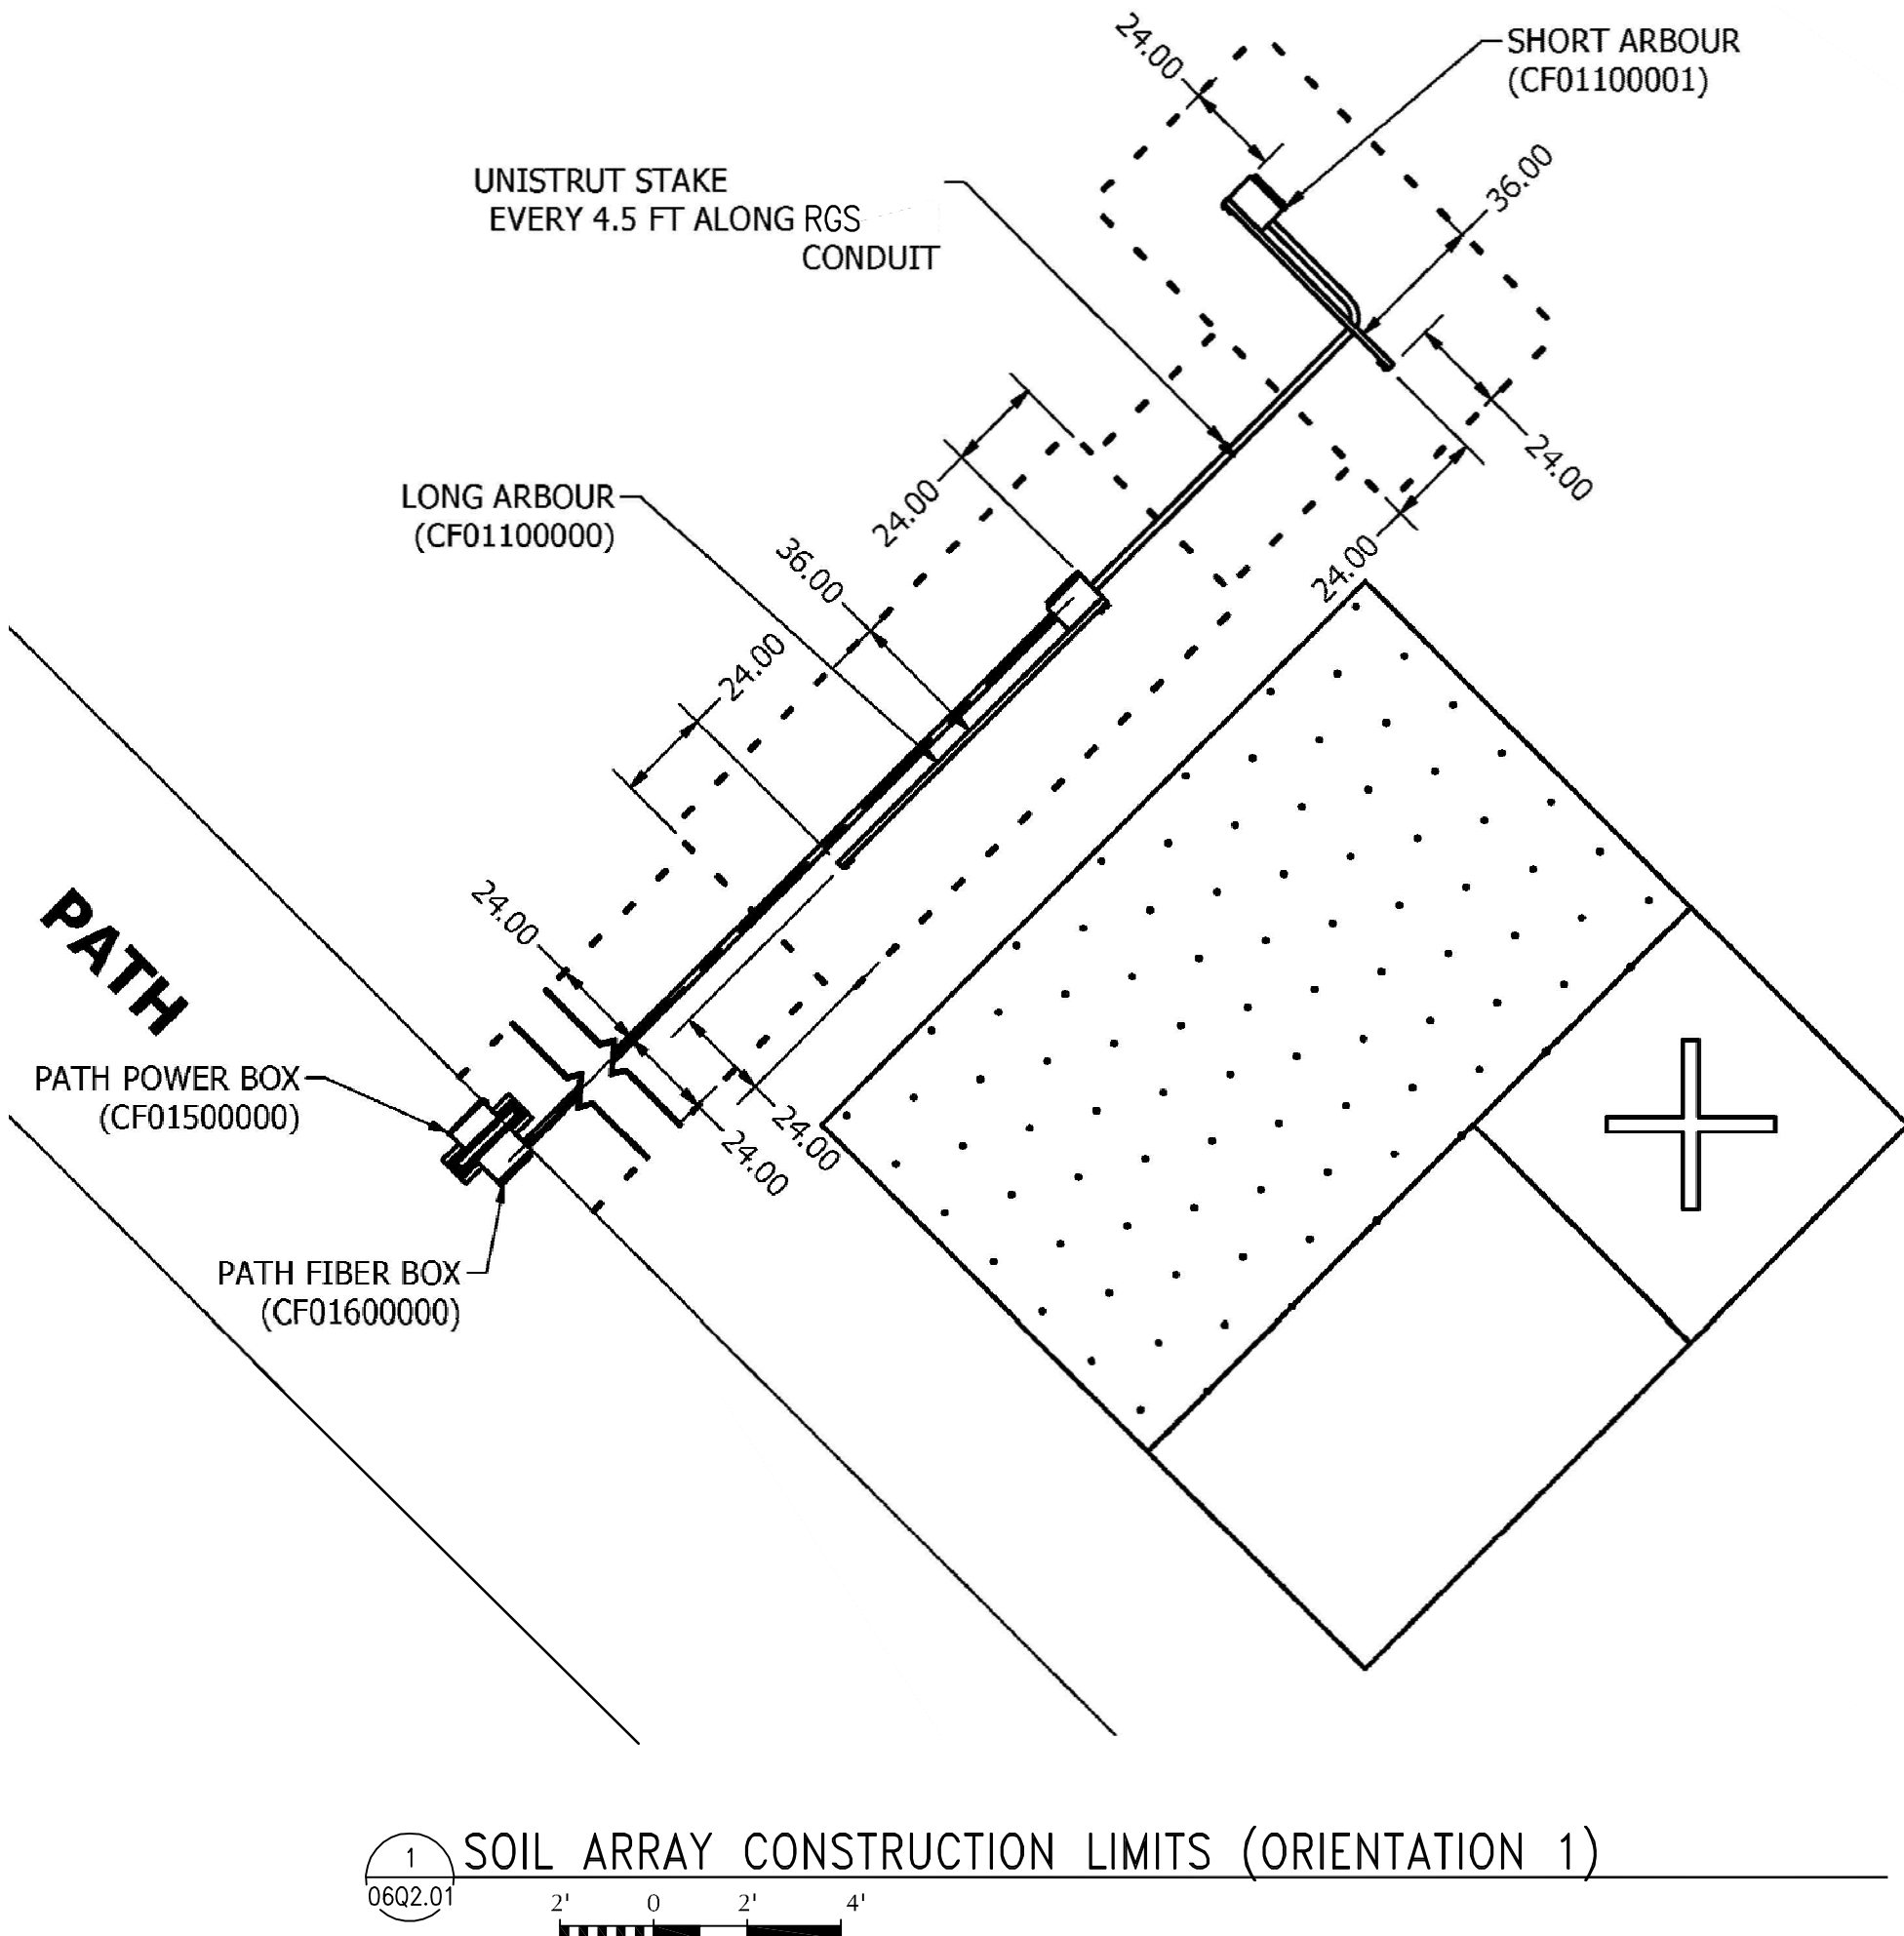 24.00
SHORT ARBOUR
(CF01100001)
36.00
UNISTRUT STAKE
EVERY 4.5 FT ALONG RGS
CONDUIT
24.00
24.00
LONG ARBOUR
(CF01100000)
36.00
24.00
24.00
24.00
PATH
24.00
24.00
PATH POWER BOX
(CF01500000)
PATH FIBER BOX
(CF01600000)
1
06Q2.01
SOIL ARRAY CONSTRUCTION LIMITS (ORIENTATION 1)
2' 0 2' 4'